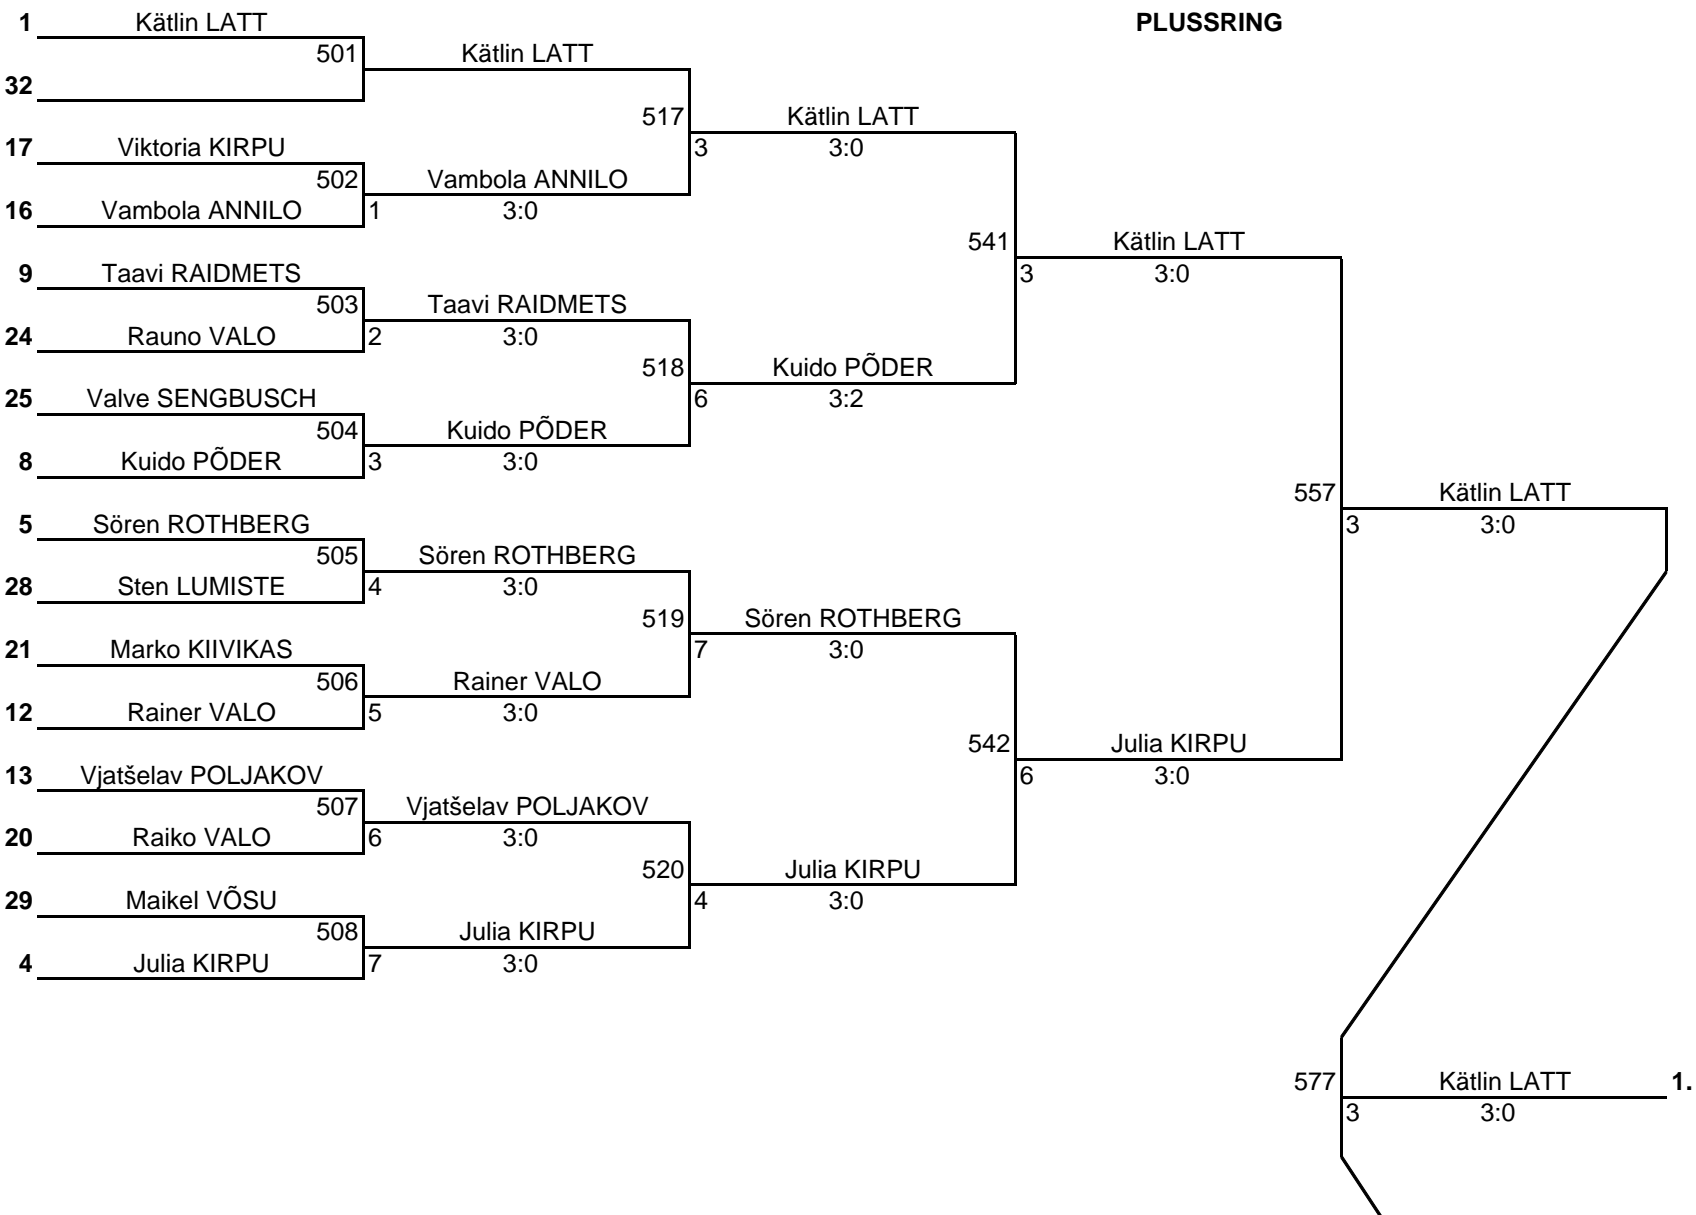 1 Kätlin LATT PLUSSRING
501 Kätlin LATT
32
517 Kätlin LATT
17 Viktoria KIRPU 3 3:0
502 Vambola ANNILO
16 Vambola ANNILO 1 3:0
541 Kätlin LATT
9 Taavi RAIDMETS 3 3:0
503 Taavi RAIDMETS
24 Rauno VALO 2 3:0
518 Kuido PÕDER
25 Valve SENGBUSCH 6 3:2
504 Kuido PÕDER
8 Kuido PÕDER 3 3:0
557 Kätlin LATT
5 Sören ROTHBERG 3 3:0
505 Sören ROTHBERG
28 Sten LUMISTE 4 3:0
519 Sören ROTHBERG
21 Marko KIIVIKAS 7 3:0
506 Rainer VALO
12 Rainer VALO 5 3:0
542 Julia KIRPU
13 Vjatšelav POLJAKOV 6 3:0
507 Vjatšelav POLJAKOV
20 Raiko VALO 6 3:0
520 Julia KIRPU
29 Maikel VÕSU 4 3:0
508 Julia KIRPU
4 Julia KIRPU 7 3:0
577 Kätlin LATT 1.
3 3:0